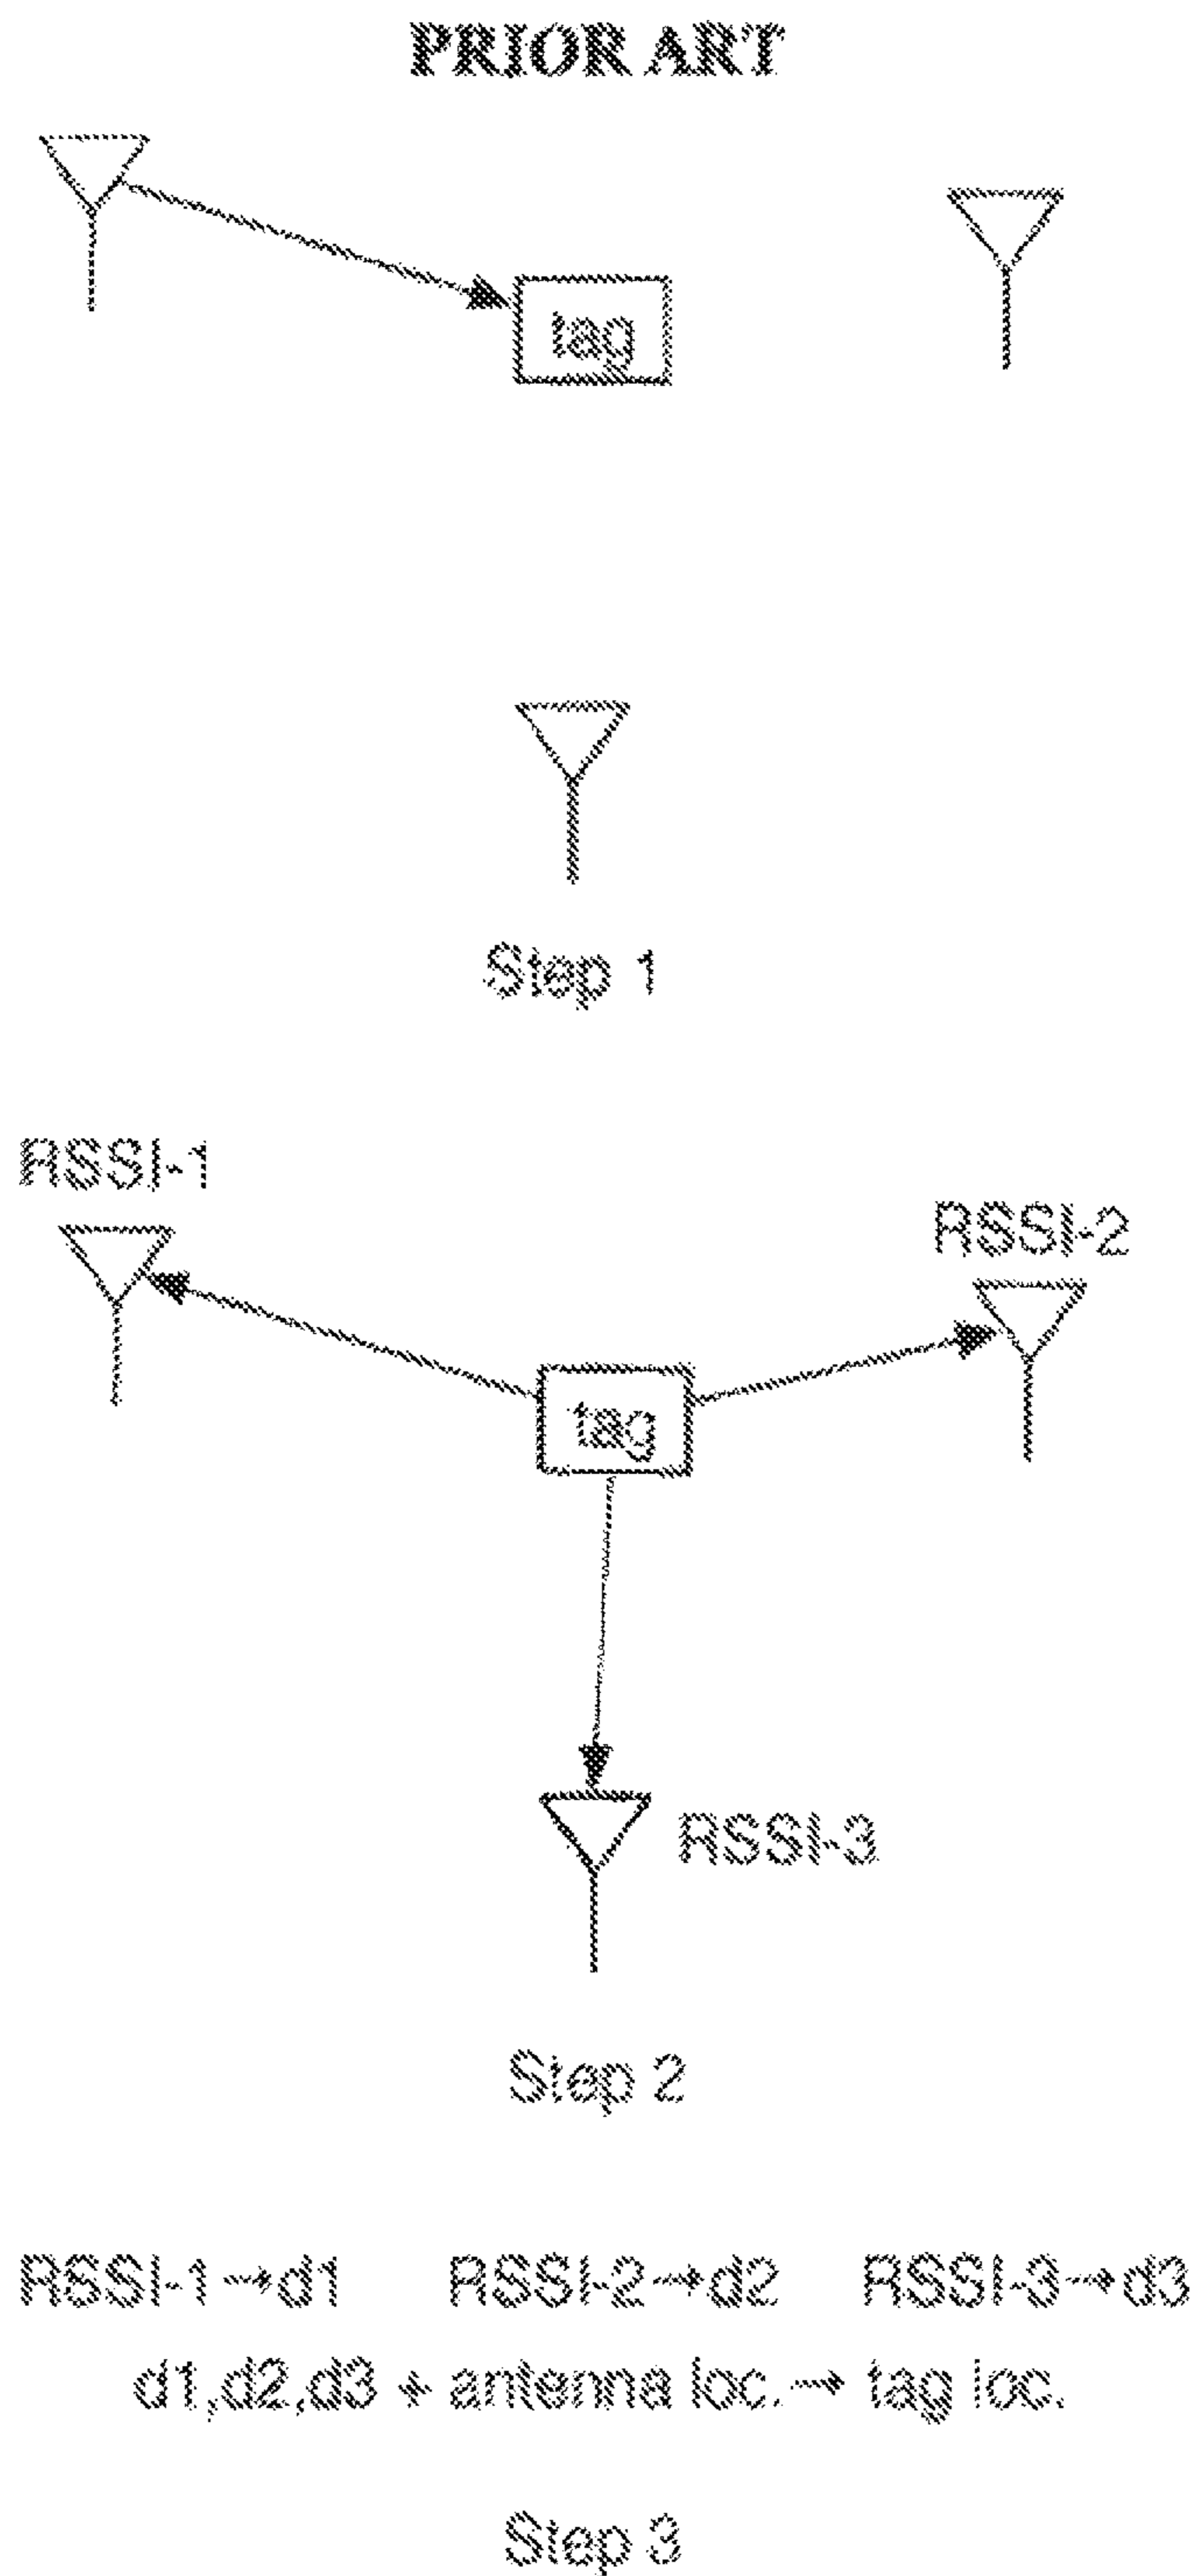 PRIOR ART
tag
Step 1
RSSI-1
RSSI-2
tag
RSSI-3
Step 2
RSSI-1→d1 RSSI-2→d2 RSSI-3→d3
d1,d2,d3 + antenna loc.→ tag loc.
Step 3